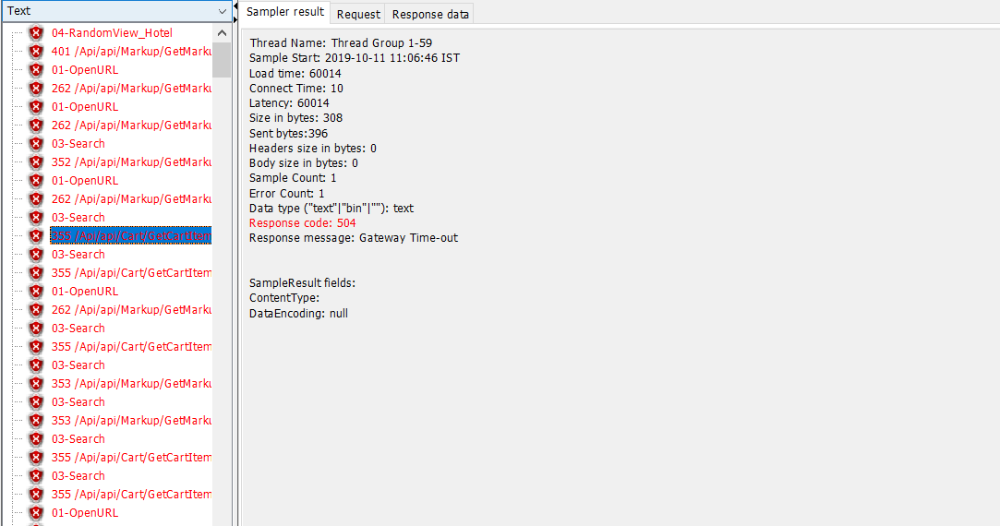 Text
04-RandomView_Hotel
401 /Api/api/Markup/GetMarku
01-OpenURL
262 /Api/api/Markup/GetMarku
01-OpenURL
262 /Api/api/Markup/GetMarku
03-Search
352 /Api/api/Markup/GetMarku
01-OpenURL
262 /Api/api/Markup/GetMarku
03-Search
355 /Api/api/Cart/GetCartItem
03-Search
355 /Api/api/Cart/GetCartItem
01-OpenURL
262 /Api/api/Markup/GetMarku
03-Search
355 /Api/api/Cart/GetCartItem
03-Search
353 /Api/api/Markup/GetMarku
03-Search
353 /Api/api/Markup/GetMarku
03-Search
355 /Api/api/Cart/GetCartItem
03-Search
355 /Api/api/Cart/GetCartItem
01-OpenURL
Sampler result Request Response data
Thread Name: Thread Group 1-59
Sample Start: 2019-10-11 11:06:46 IST
Load time: 60014
Connect Time: 10
Latency: 60014
Size in bytes: 308
Sent bytes:396
Headers size in bytes: 0
Body size in bytes: 0
Sample Count: 1
Error Count: 1
Data type ("text"|"bin"|""): text
Response code: 504
Response message: Gateway Time-out
SampleResult fields:
ContentType:
DataEncoding: null